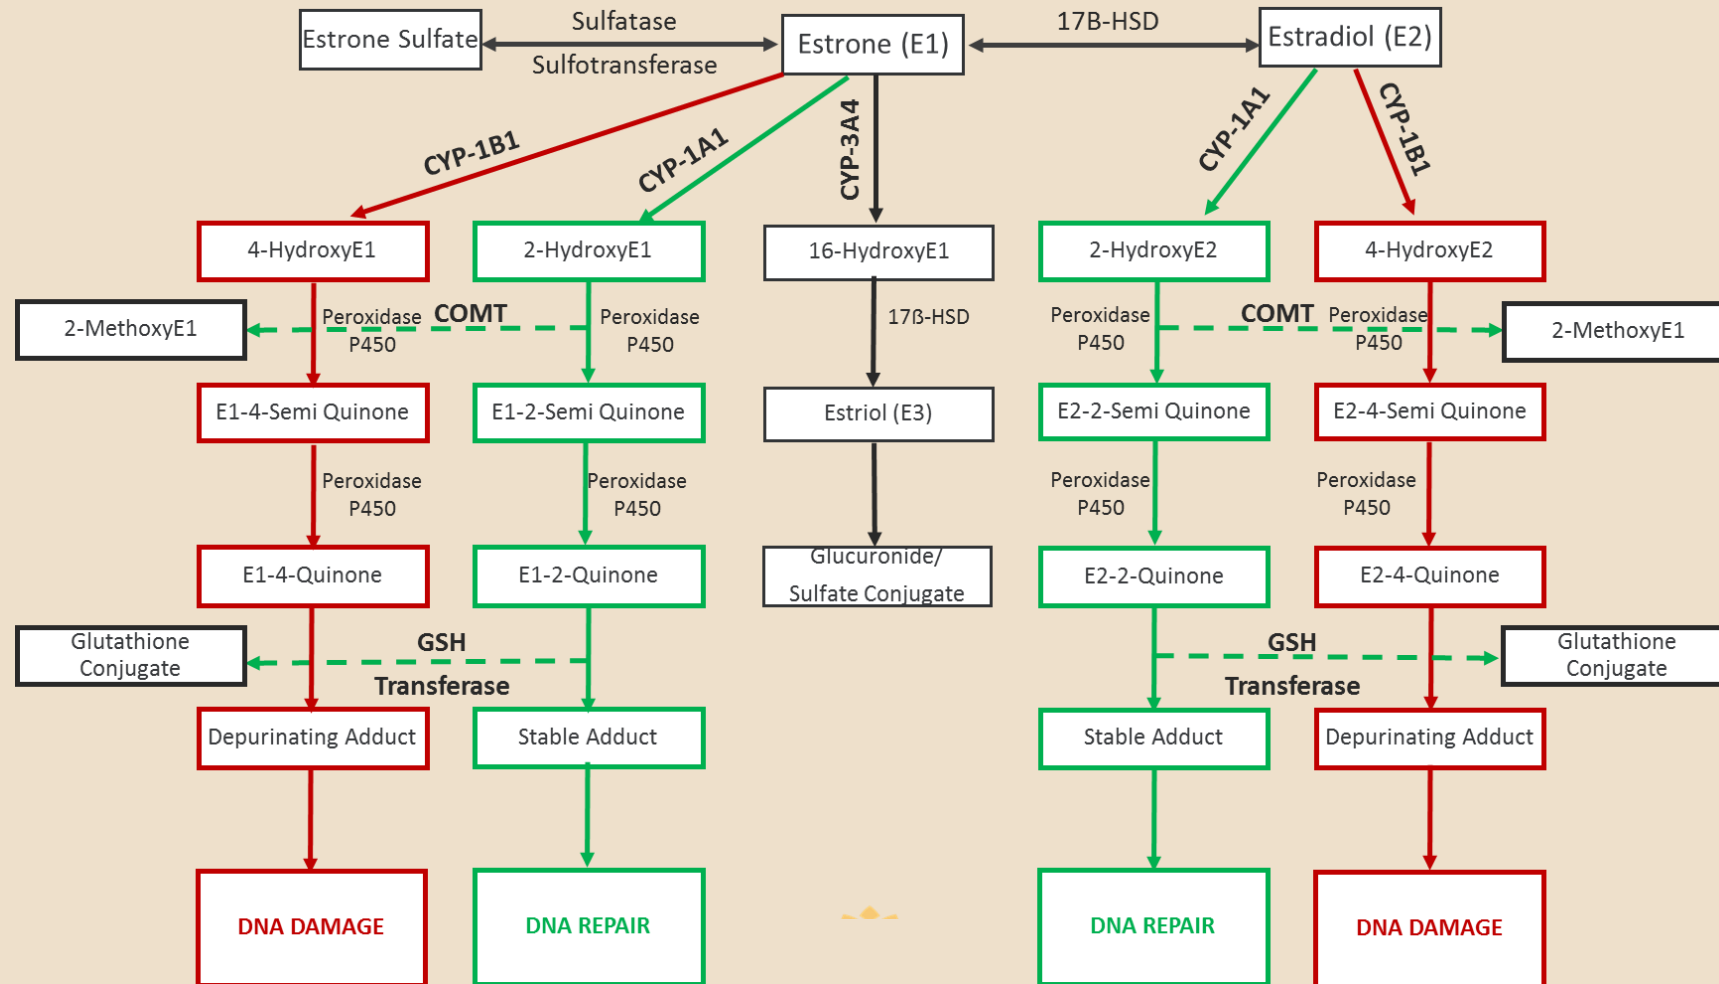 Estrone Sulfate
Sulfatase
Sulfotransferase
Estrone (E1)
17B-HSD
Estradiol (E2)
CYP-1B1
CYP-1A1
CYP-3A4
CYP-1A1
CYP-1B1
4-HydroxyE1
2-HydroxyE1
16-HydroxyE1
2-HydroxyE2
4-HydroxyE2
2-MethoxyE1
Peroxidase
P450
COMT
Peroxidase
P450
17ß-HSD
Peroxidase
P450
COMT
Peroxidase
P450
2-MethoxyE1
E1-4-Semi Quinone
E1-2-Semi Quinone
Estriol (E3)
E2-2-Semi Quinone
E2-4-Semi Quinone
Peroxidase
P450
Peroxidase
P450
Peroxidase
P450
Peroxidase
P450
E1-4-Quinone
E1-2-Quinone
Glucuronide/
Sulfate Conjugate
E2-2-Quinone
E2-4-Quinone
Glutathione
Conjugate
GSH
Transferase
GSH
Transferase
Glutathione
Conjugate
Depurinating Adduct
Stable Adduct
Stable Adduct
Depurinating Adduct
DNA DAMAGE
DNA REPAIR
DNA REPAIR
DNA DAMAGE